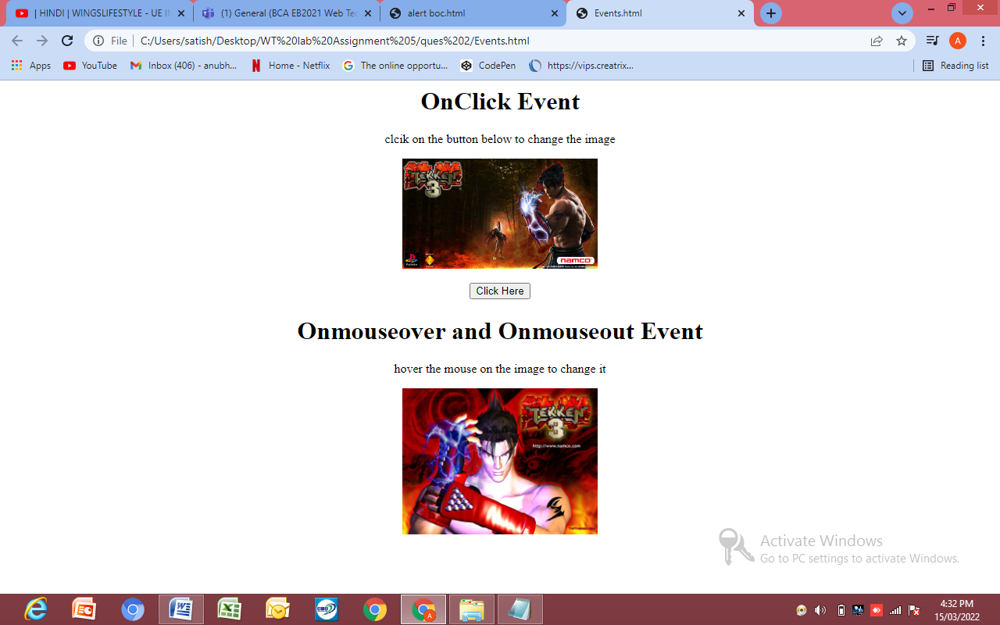 | HINDI | WINGSLIFESTYLE - UE I
(1) General (BCA EB2021 Web Tec
alert boc.html
Events.html
File
C:/Users/satish/Desktop/WT%20lab%20Assignment%205/ques%202/Events.html
A
Apps
YouTube
Inbox (406) - anubh...
Home - Netflix
The online opportu...
CodePen
https://vips.creatrix...
Reading list
OnClick Event
clcik on the button below to change the image
TEKKEN
3
namco
Click Here
Onmouseover and Onmouseout Event
hover the mouse on the image to change it
TEKKEN
3
http://www.namco.com
Activate Windows
Go to PC settings to activate Windows.
4:32 PM
15/03/2022